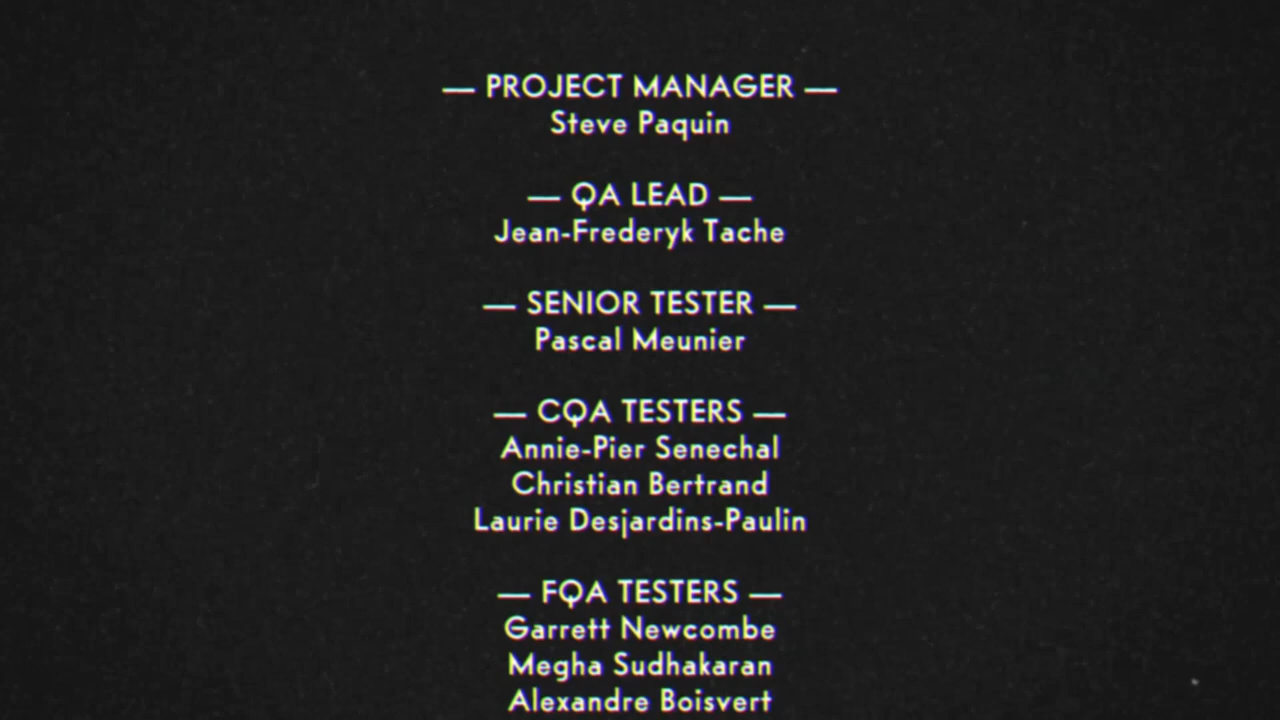 — PROJECT MANAGER —
Steve Paquin
— QA LEAD —
Jean-Frederyk Tache
— SENIOR TESTER —
Pascal Meunier
— CQA TESTERS —
Annie-Pier Senechal
Christian Bertrand
Laurie Desjardins-Paulin
— FQA TESTERS —
Garrett Newcombe
Megha Sudhakaran
Alexandre Boisvert